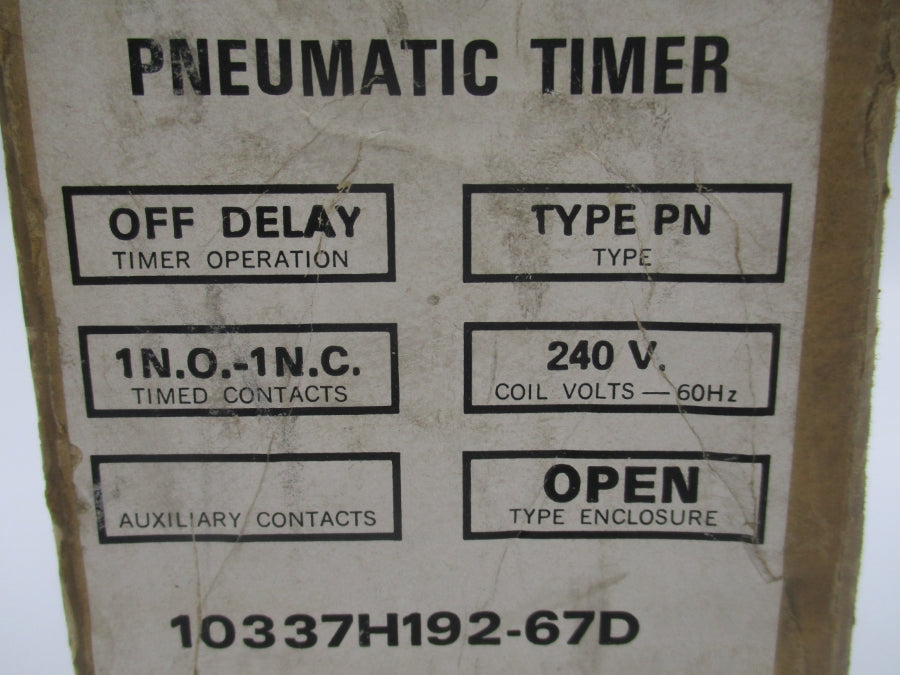 PNEUMATIC TIMER
OFF DELAY
TIMER OPERATION
TYPE PN
TYPE
1N.O.-1N.C.
TIMED CONTACTS
240 V.
COIL VOLTS — 60Hz
AUXILIARY CONTACTS
OPEN
TYPE ENCLOSURE
10337H192-67D